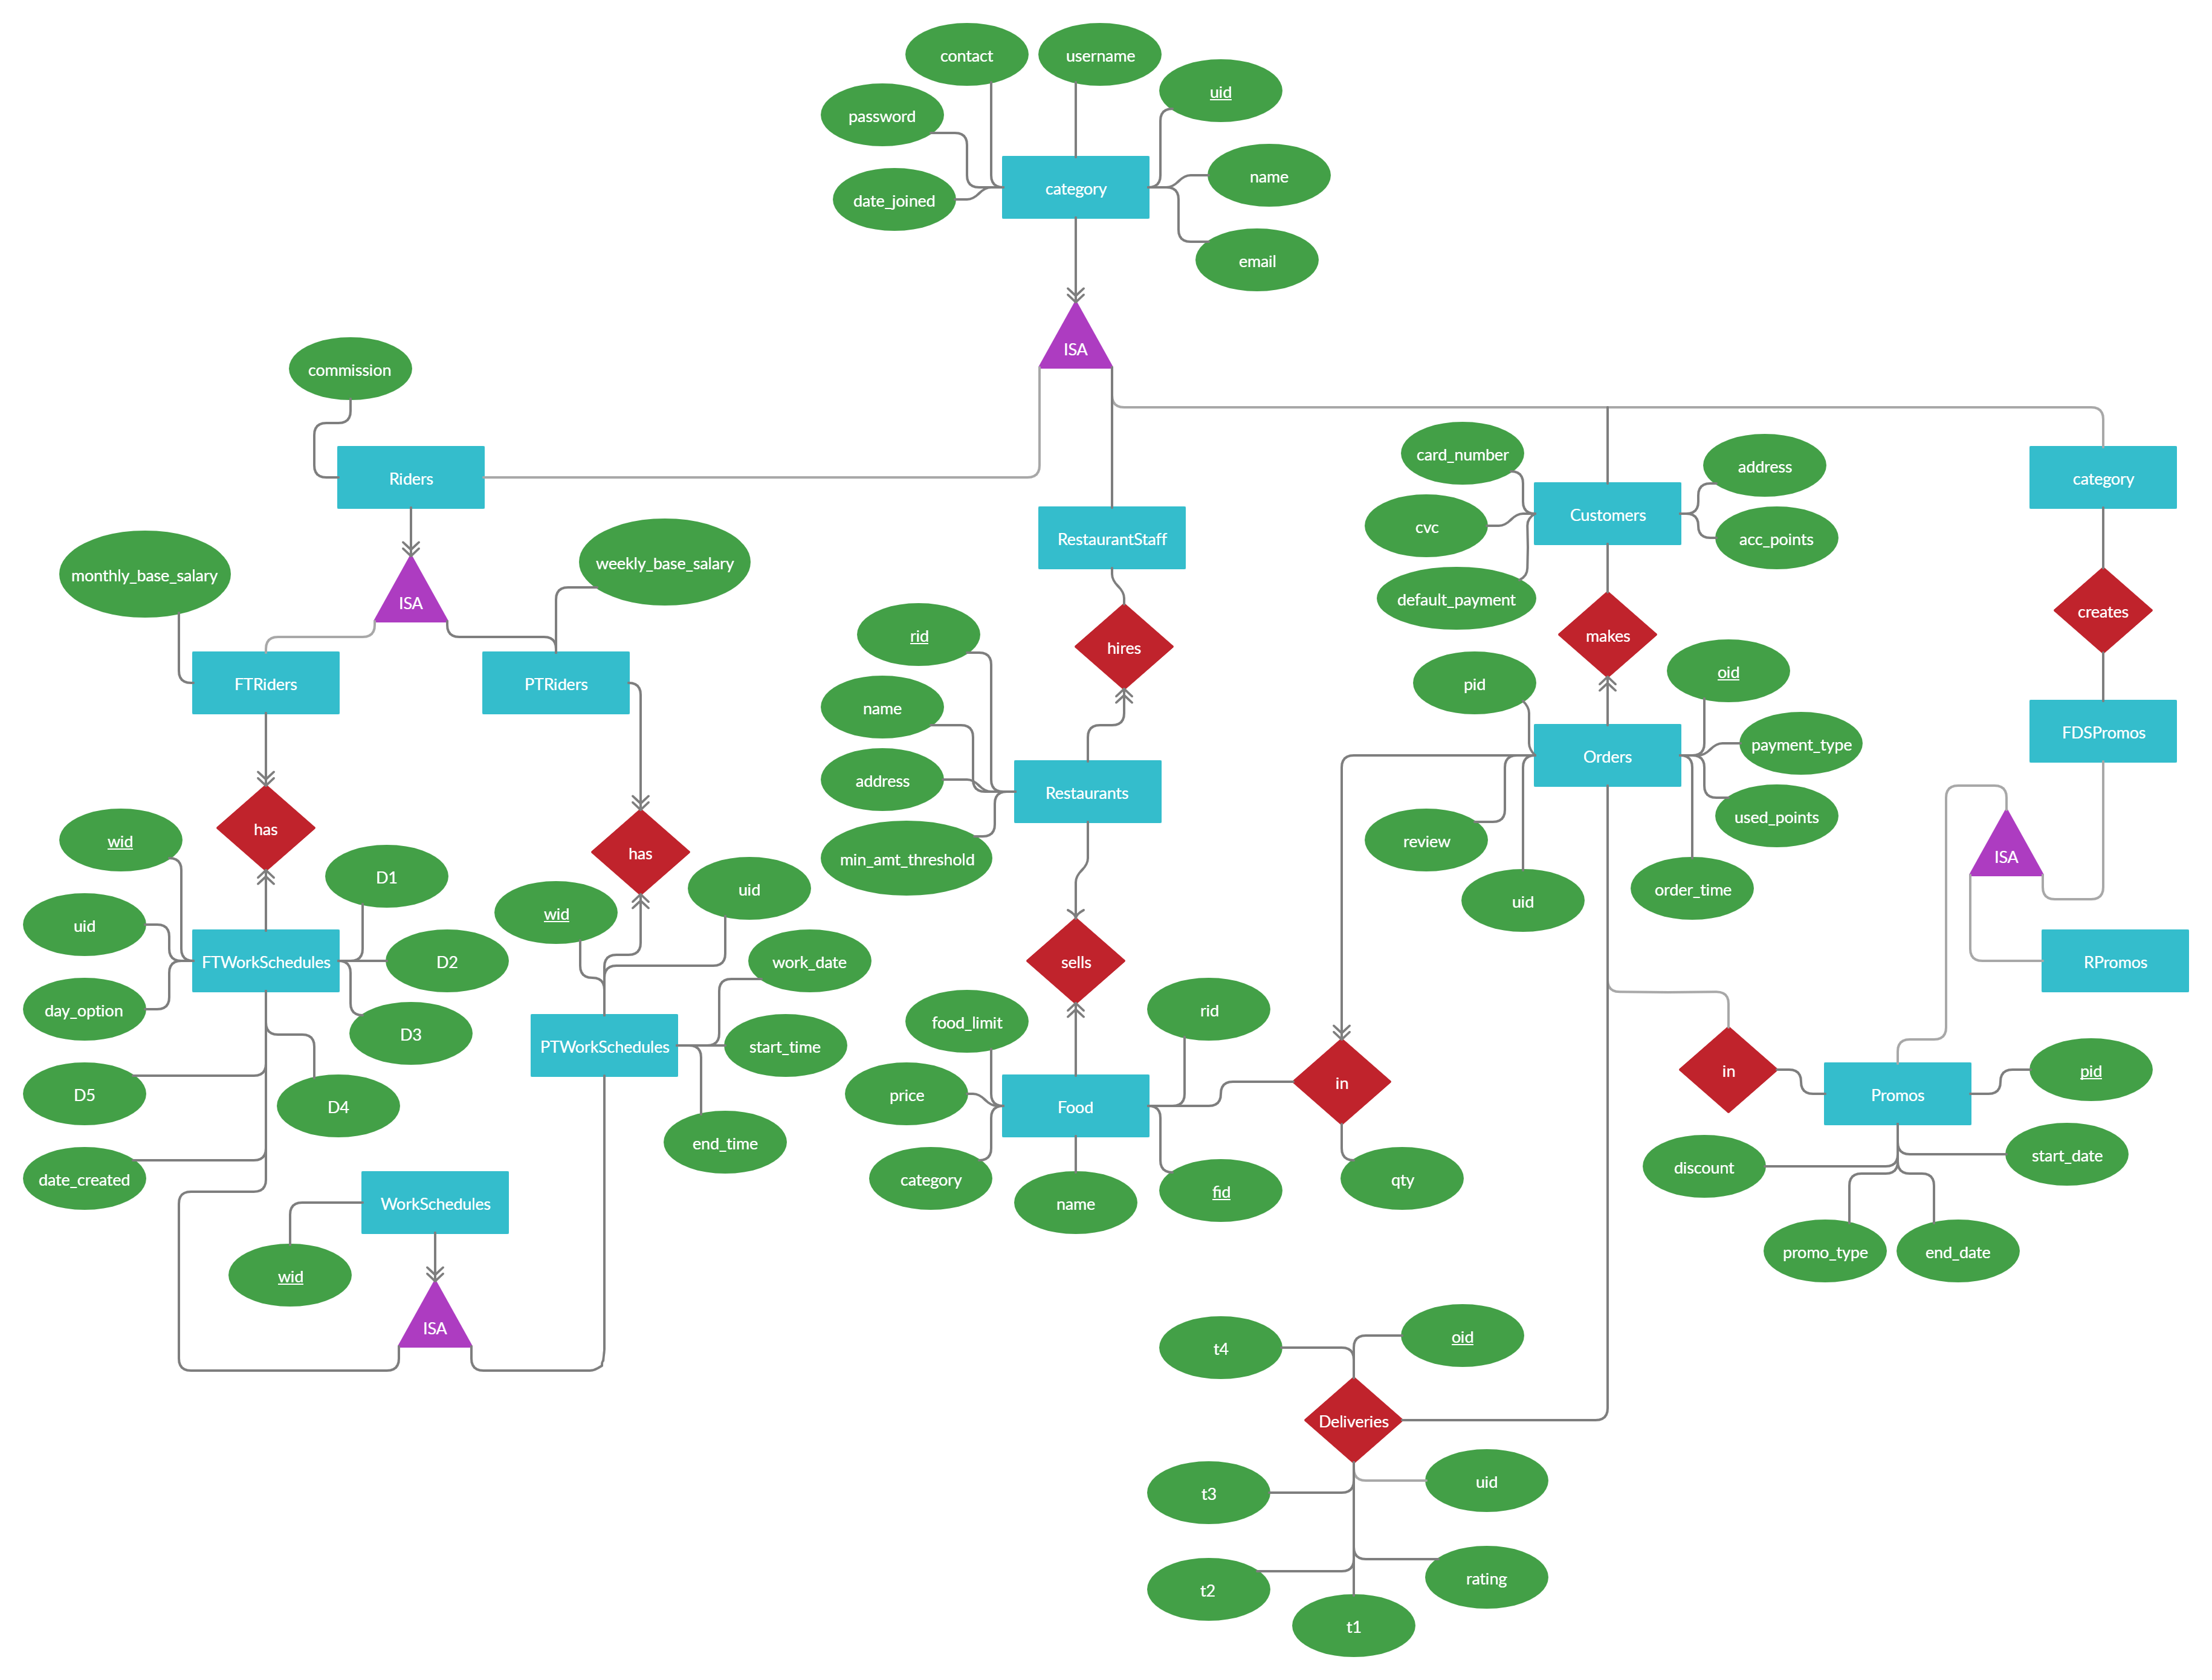 contact
username
uid
password
category
name
date_joined
email
ISA
commission
Riders
card_number
address
category
Customers
cvc
acc_points
RestaurantStaff
monthly_base_salary
weekly_base_salary
ISA
default_payment
creates
rid
hires
makes
FTRiders
PTRiders
pid
oid
name
payment_type
FDSPromos
address
Restaurants
Orders
used_points
has
wid
has
min_amt_threshold
review
ISA
D1
uid
order_time
uid
wid
uid
FTWorkSchedules
D2
work_date
sells
RPromos
day_option
D3
food_limit
rid
PTWorkSchedules
start_time
in
in
pid
D5
D4
price
Food
Promos
end_time
discount
start_date
date_created
category
name
fid
qty
WorkSchedules
promo_type
end_date
wid
ISA
t4
oid
Deliveries
t3
uid
t2
rating
t1